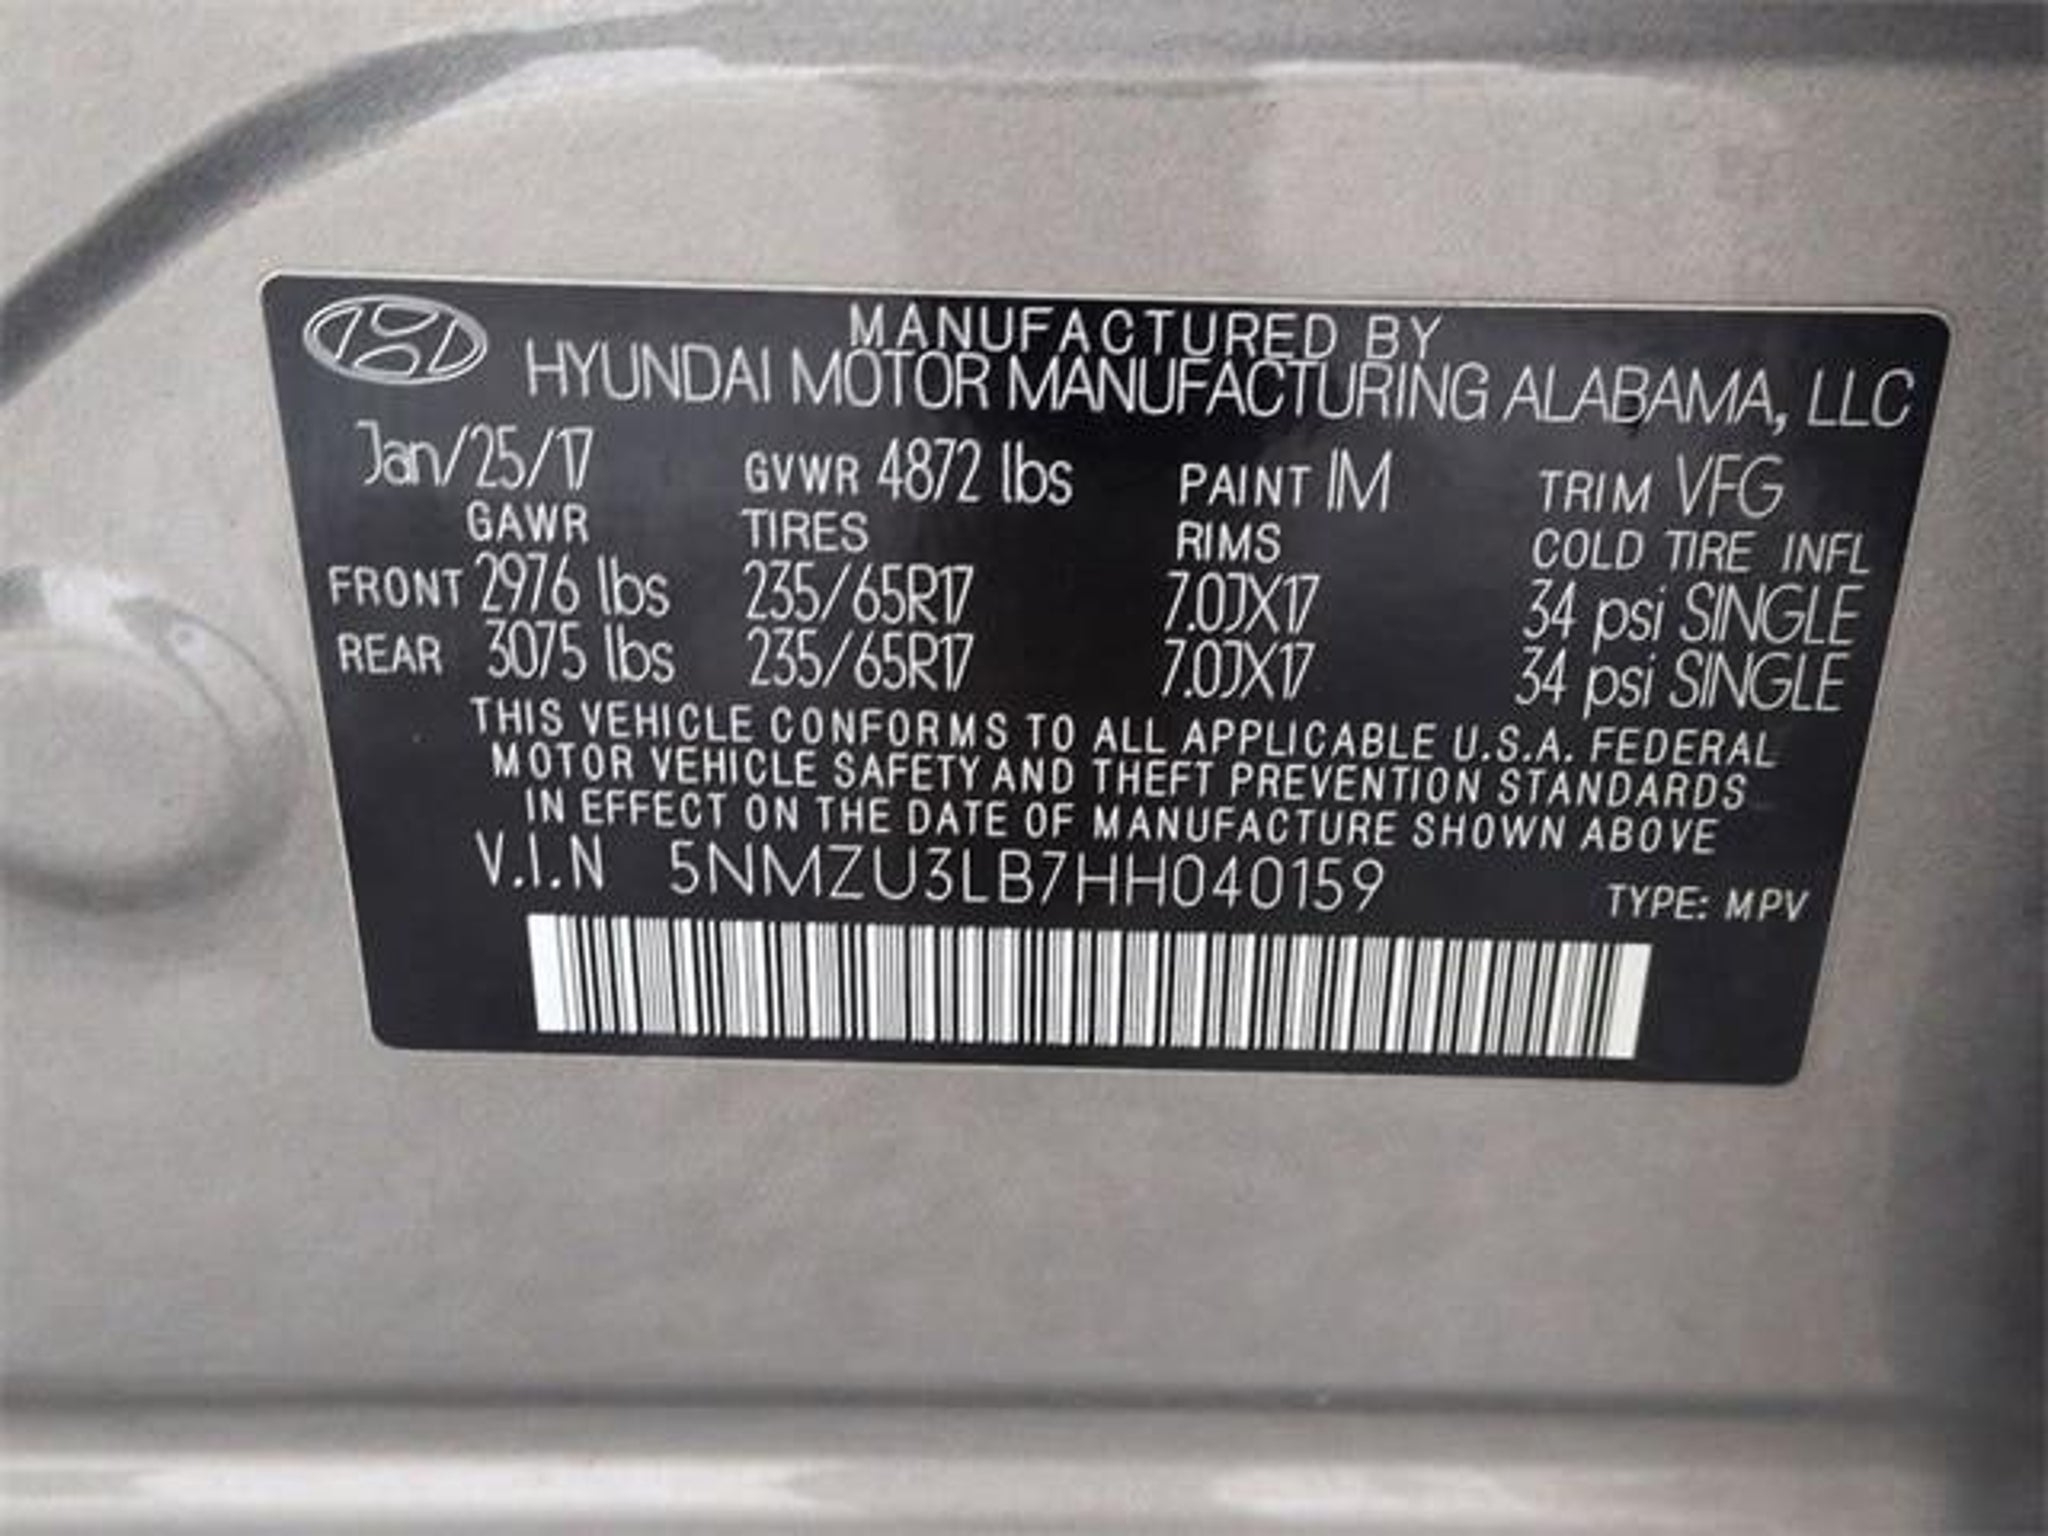 MANUFACTURED BY
HYUNDAI MOTOR MANUFACTURING ALABAMA, LLC
Jan/25/17 GVWR 4872 lbs PAINT IM TRIM VFG
GAWR TIRES RIMS COLD TIRE INFL
FRONT 2976 lbs 235/65R17 7.0JX17 34 psi SINGLE
REAR 3075 lbs 235/65R17 7.0JX17 34 psi SINGLE
THIS VEHICLE CONFORMS TO ALL APPLICABLE U.S.A. FEDERAL
MOTOR VEHICLE SAFETY AND THEFT PREVENTION STANDARDS
IN EFFECT ON THE DATE OF MANUFACTURE SHOWN ABOVE
V.I.N 5NMZU3LB7HH040159 TYPE: MPV